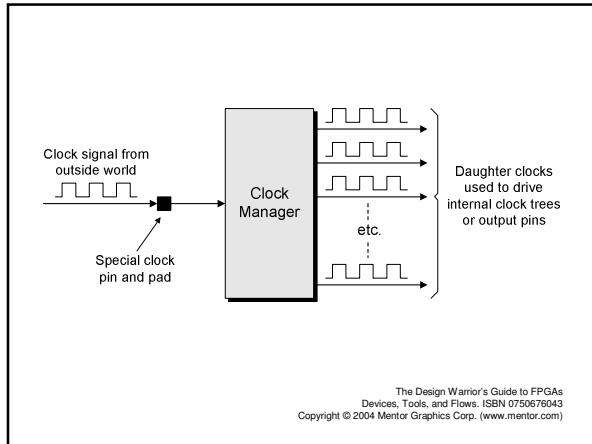 Clock signal from
outside world
Special clock
pin and pad
Clock
Manager
etc.
Daughter clocks
used to drive
internal clock trees
or output pins
The Design Warrior's Guide to FPGAs
Devices, Tools, and Flows. ISBN 0750676043
Copyright © 2004 Mentor Graphics Corp. (www.mentor.com)